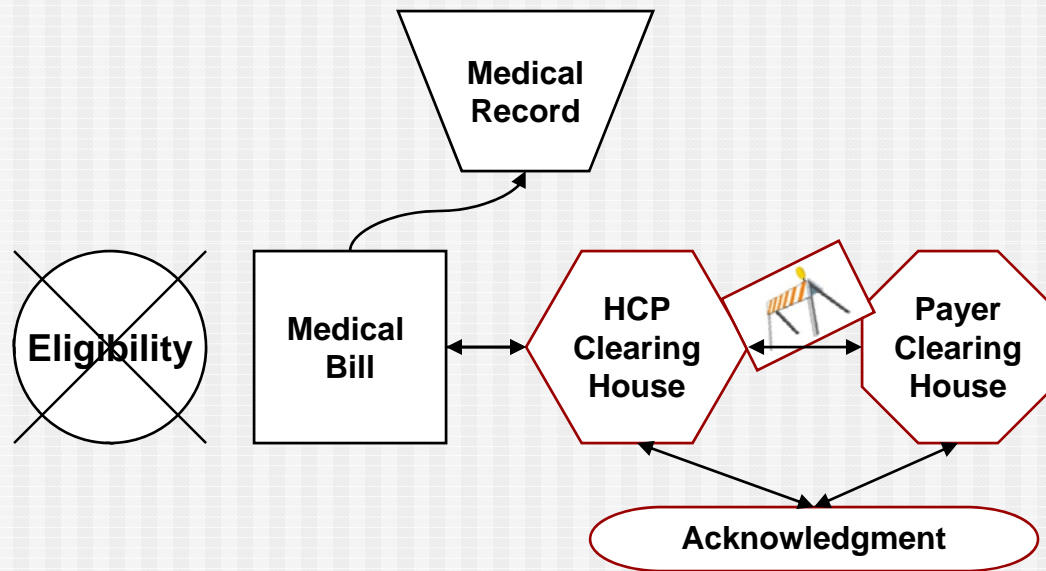 Medical
Record
Eligibility
Medical
Bill
HCP
Clearing
House
Payer
Clearing
House
Acknowledgment